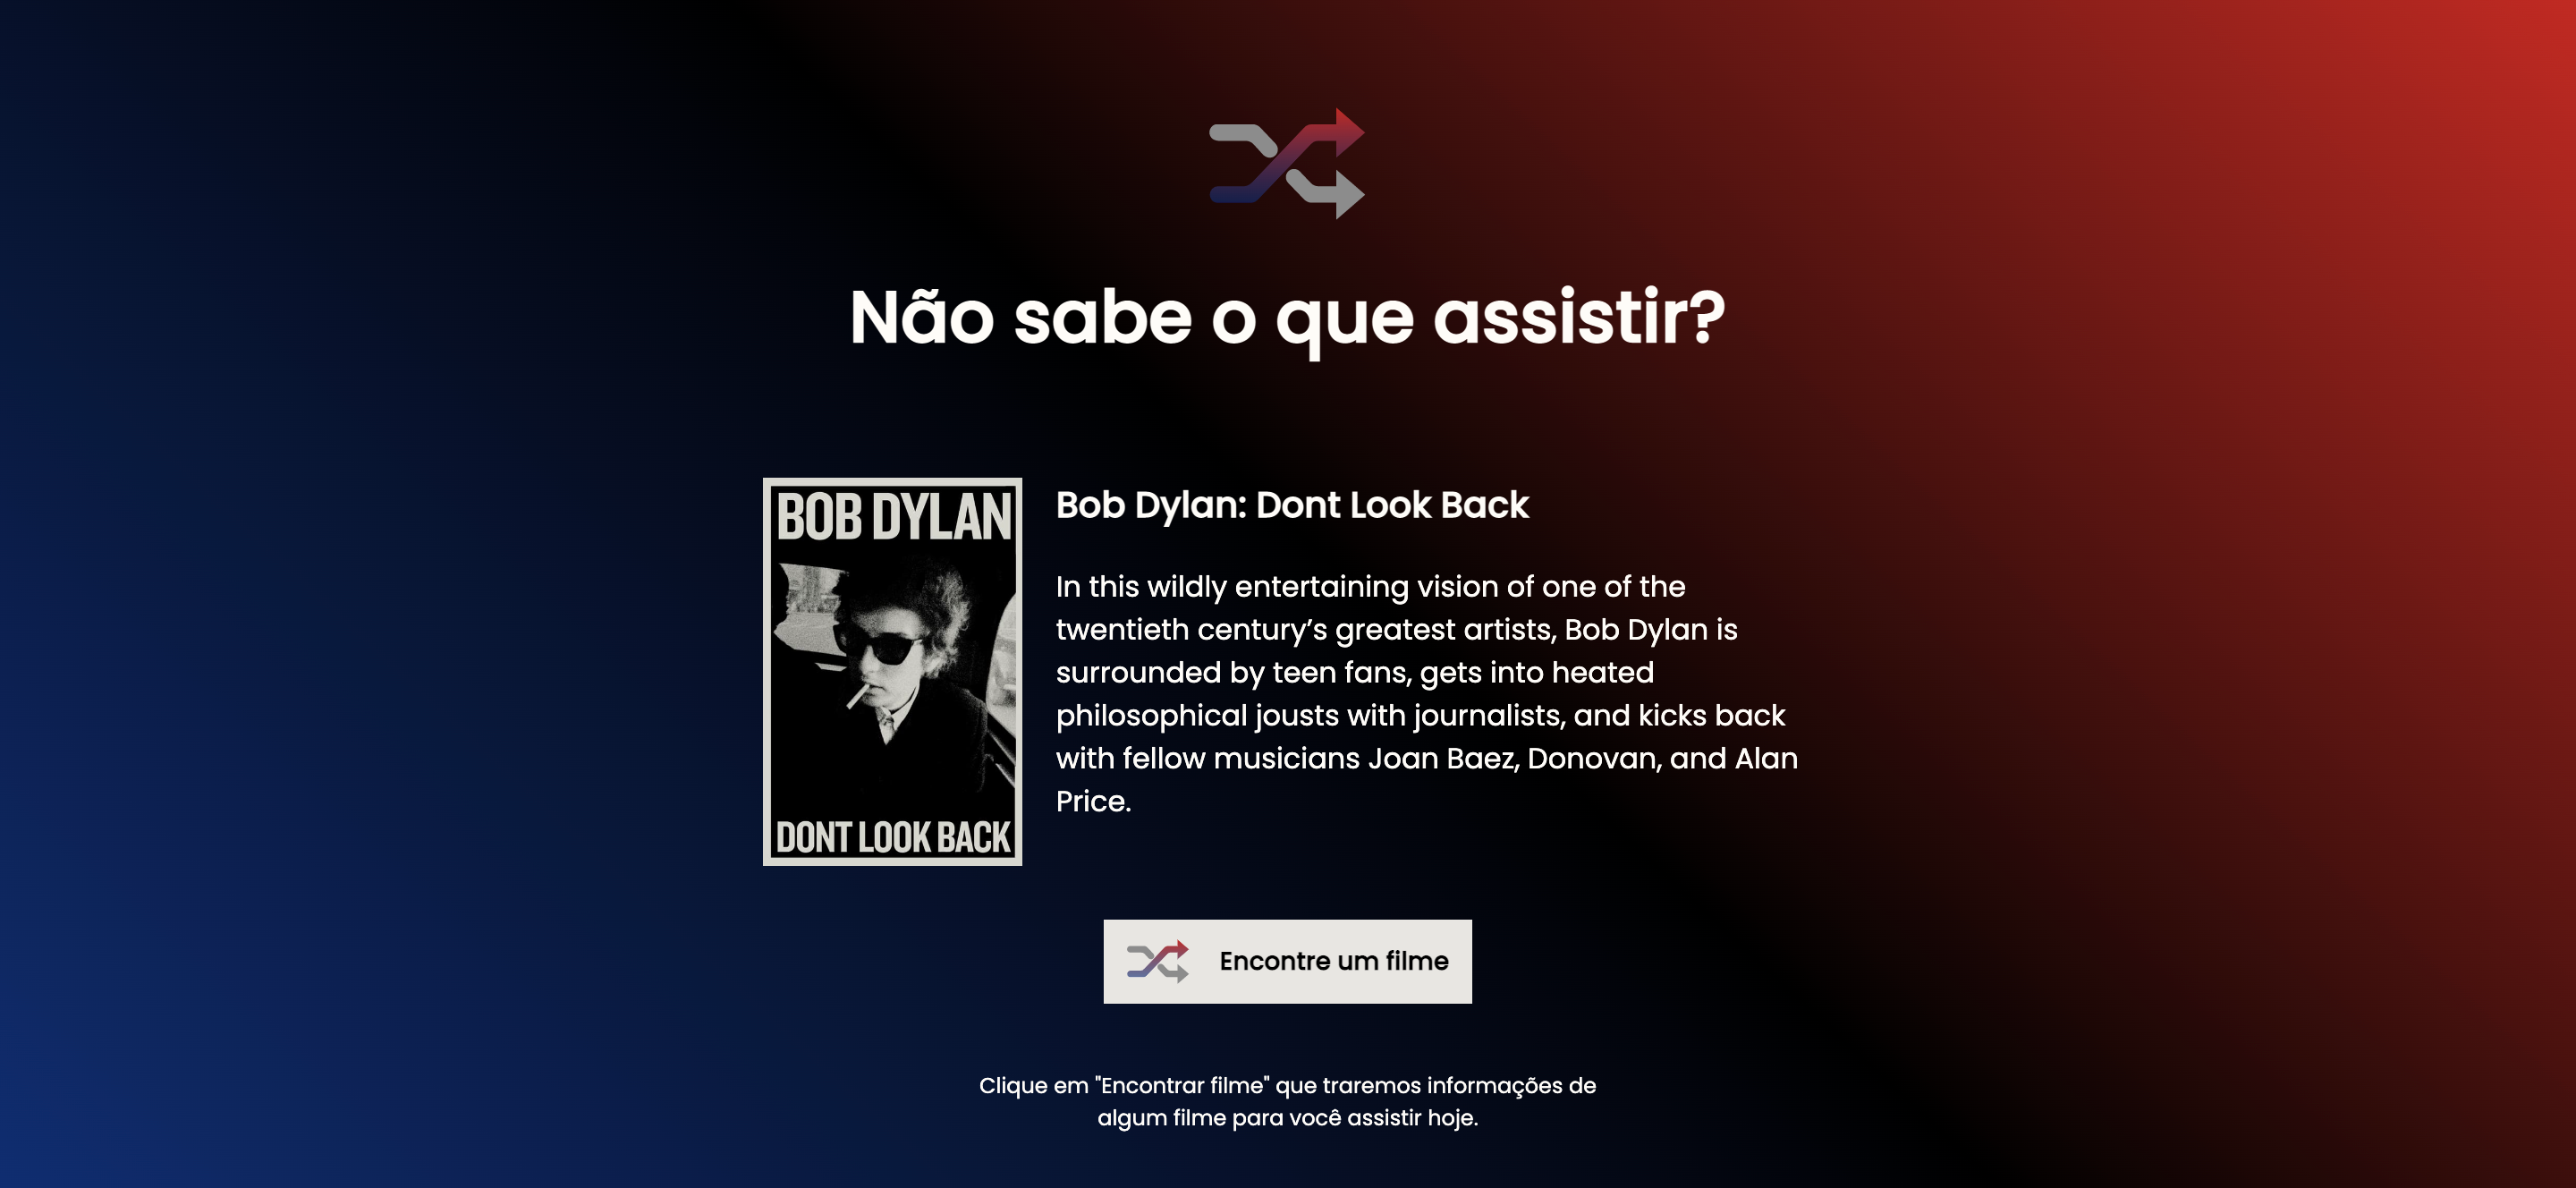 Não sabe o que assistir?
BOB DYLAN
DONT LOOK BACK
Bob Dylan: Dont Look Back
In this wildly entertaining vision of one of the
twentieth century’s greatest artists, Bob Dylan is
surrounded by teen fans, gets into heated
philosophical jousts with journalists, and kicks back
with fellow musicians Joan Baez, Donovan, and Alan
Price.
Encontre um filme
Clique em "Encontrar filme" que traremos informações de
algum filme para você assistir hoje.